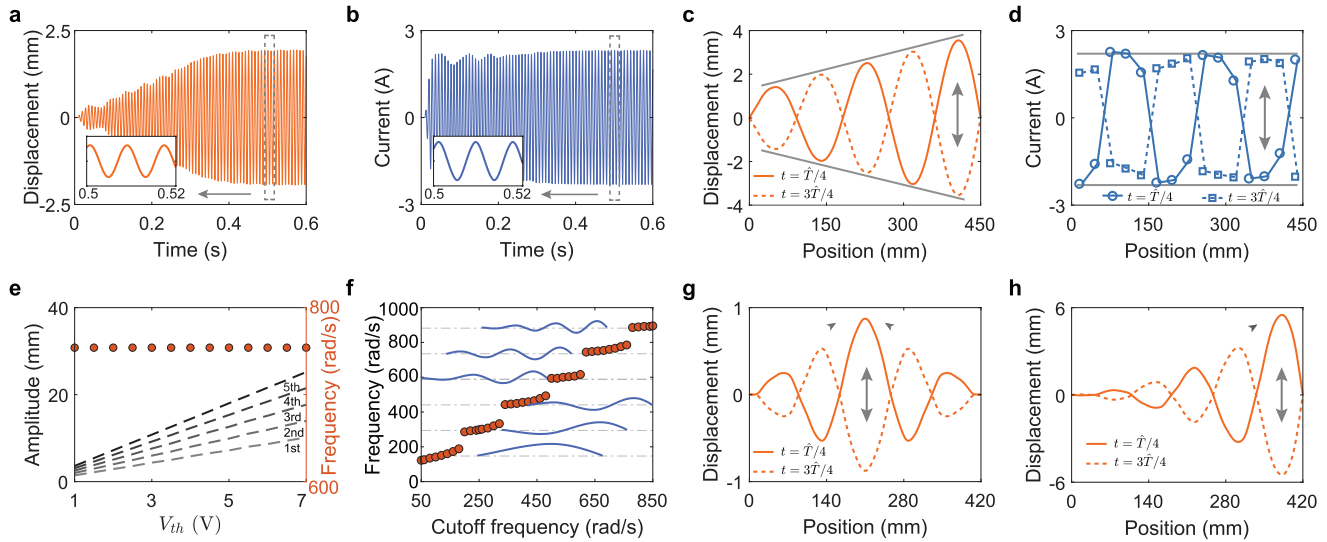 a
Displacement (mm)
2.5
0
-2.5
0.5
0.52
0
0.2
0.4
0.6
Time (s)
b
Current (A)
3
0
-3
0.5
0.52
0
0.2
0.4
0.6
Time (s)
c
Displacement (mm)
4
2
0
-2
-4
t = T̂/4
t = 3T̂/4
0
150
300
450
Position (mm)
d
Current (A)
3
0
-3
t = T̂/4
t = 3T̂/4
0
150
300
450
Position (mm)
e
Amplitude (mm)
40
20
0
800
600
Frequency (rad/s)
5th
4th
3rd
2nd
1st
1
3
5
7
V_th (V)
f
Frequency (rad/s)
1000
800
600
400
200
0
50
250
450
650
850
Cutoff frequency (rad/s)
g
Displacement (mm)
1
0
-1
t = T̂/4
t = 3T̂/4
0
140
280
420
Position (mm)
h
Displacement (mm)
6
0
-6
t = T̂/4
t = 3T̂/4
0
140
280
420
Position (mm)